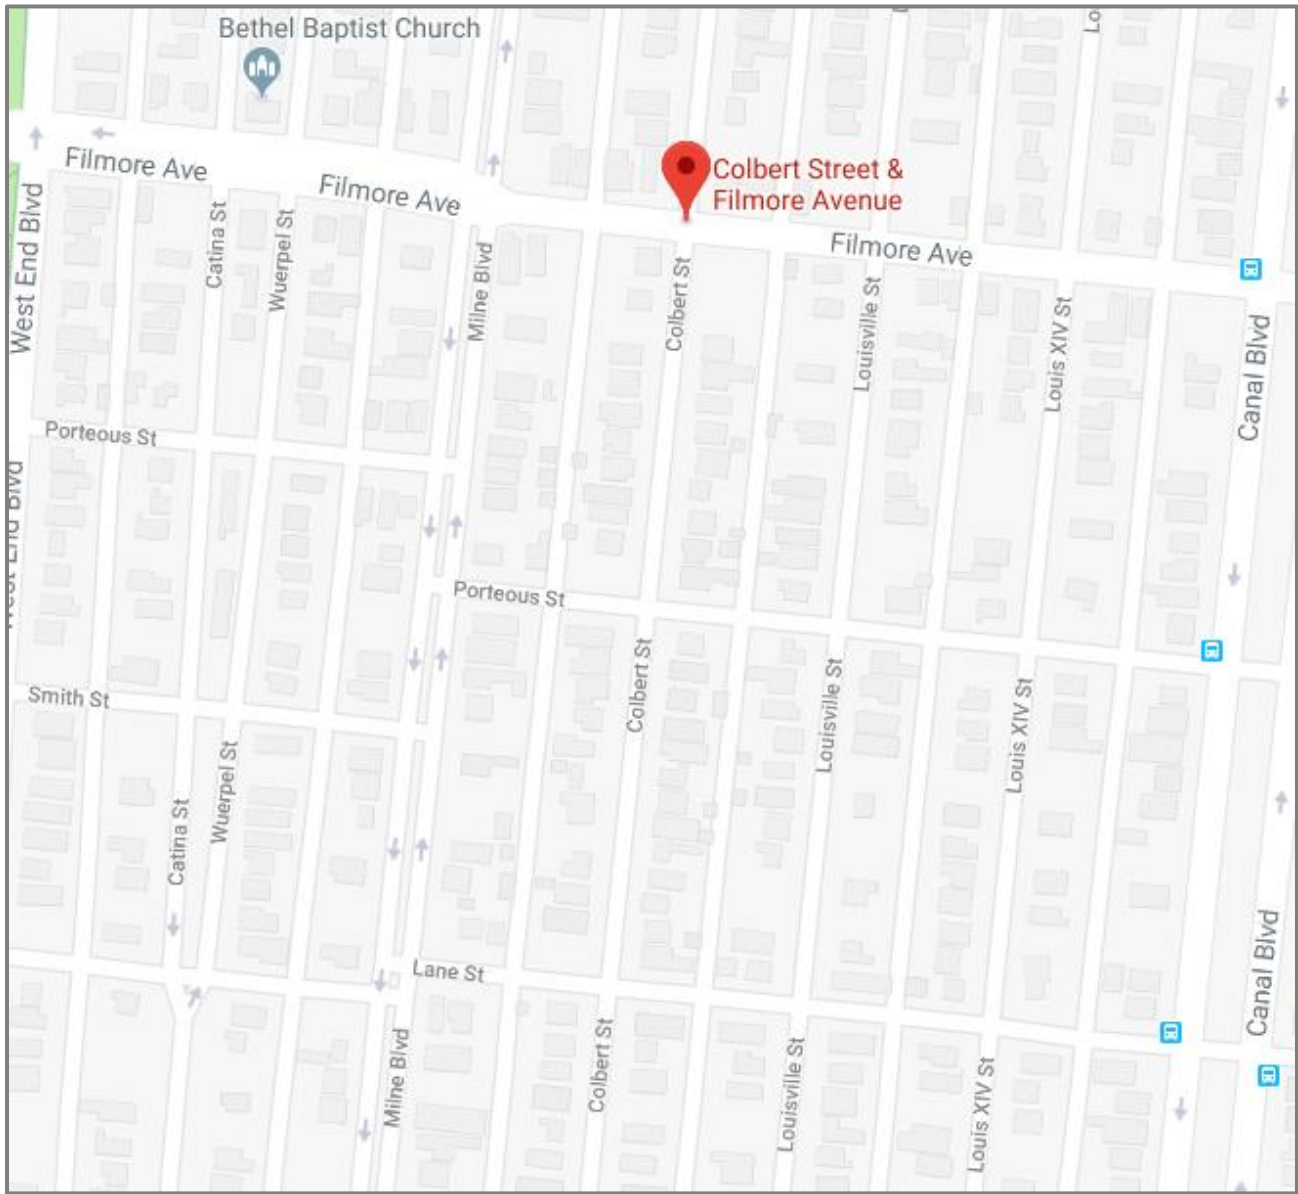 Bethel Baptist Church
Lo
Filmore Ave
Filmore Ave
Colbert Street &
Filmore Avenue
Filmore Ave
West End Blvd
Catina St
Wuerpel St
Milne Blvd
Colbert St
Louisville St
Louis XIV St
Canal Blvd
Porteous St
West End Blvd
Porteous St
Smith St
Colbert St
Louisville St
Louis XIV St
Catina St
Wuerpel St
Lane St
Canal Blvd
Milne Blvd
Colbert St
Louisville St
Louis XIV St